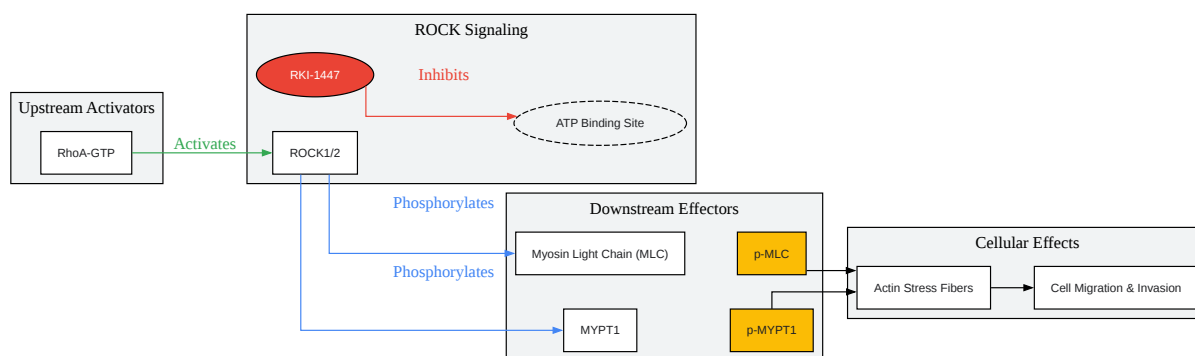 ROCK Signaling
RKI-1447
Inhibits
ATP Binding Site
Upstream Activators
RhoA-GTP
Activates
ROCK1/2
Phosphorylates
Phosphorylates
Downstream Effectors
Myosin Light Chain (MLC)
p-MLC
MYPT1
p-MYPT1
Cellular Effects
Actin Stress Fibers
Cell Migration & Invasion